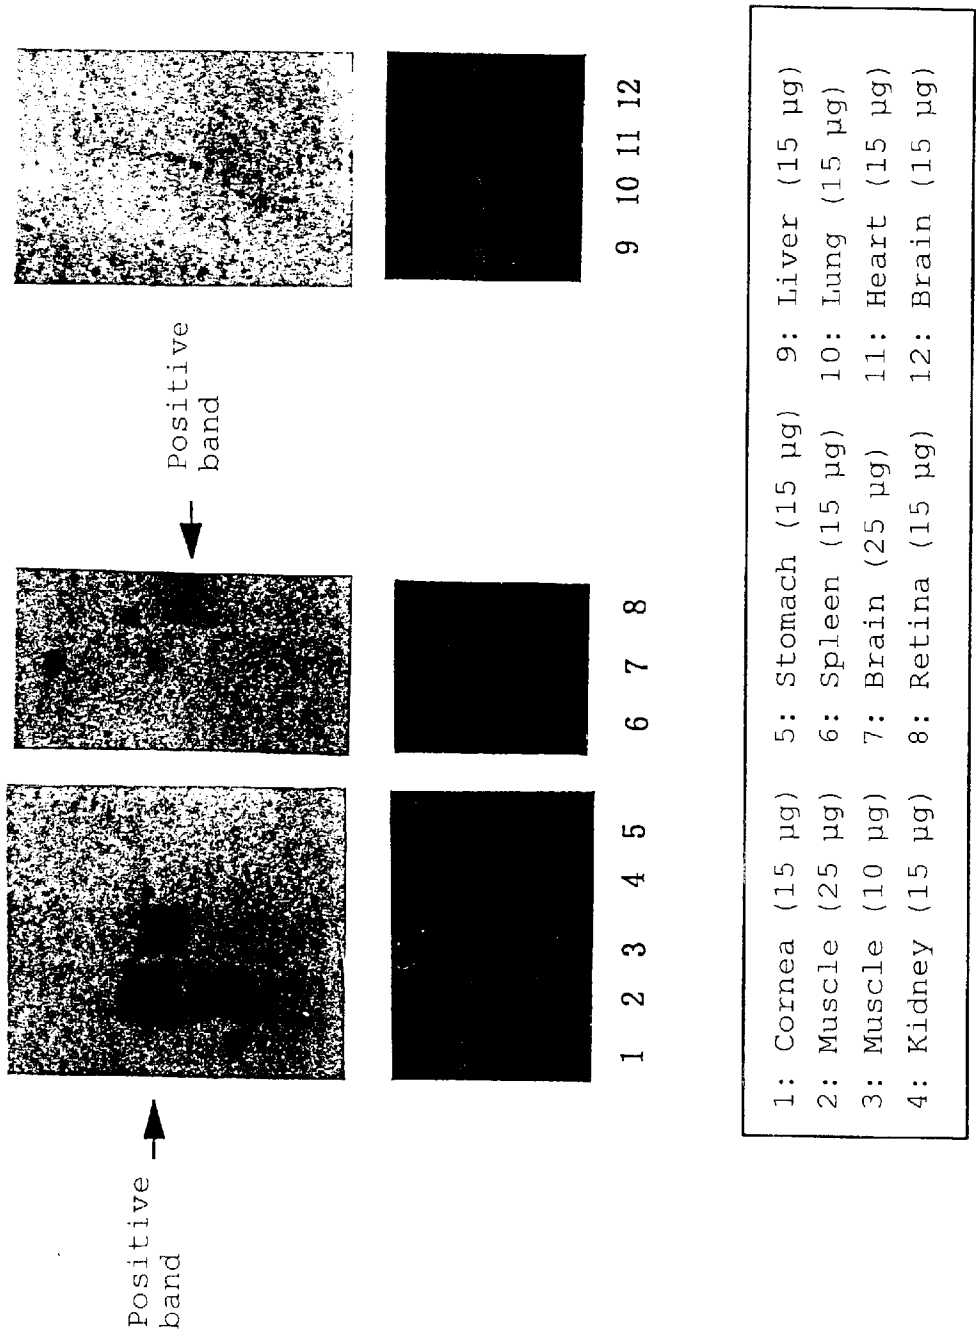 Positive
band
Positive
band
1 2 3 4 5 6 7 8 9 10 11 12
1: Cornea (15 µg) 5: Stomach (15 µg) 9: Liver (15 µg)
2: Muscle (25 µg) 6: Spleen (15 µg) 10: Lung (15 µg)
3: Muscle (10 µg) 7: Brain (25 µg) 11: Heart (15 µg)
4: Kidney (15 µg) 8: Retina (15 µg) 12: Brain (15 µg)